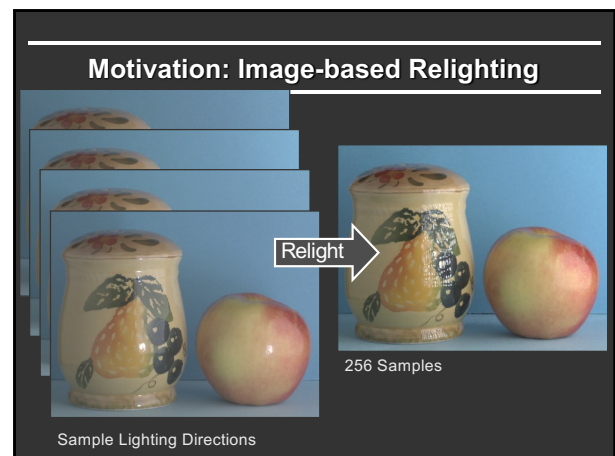 Motivation: Image-based Relighting
Relight
256 Samples
Sample Lighting Directions